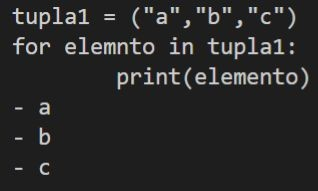 tupla1 = ("a","b","c")
for elemnto in tupla1:
        print(elemento)
- a
- b
- c